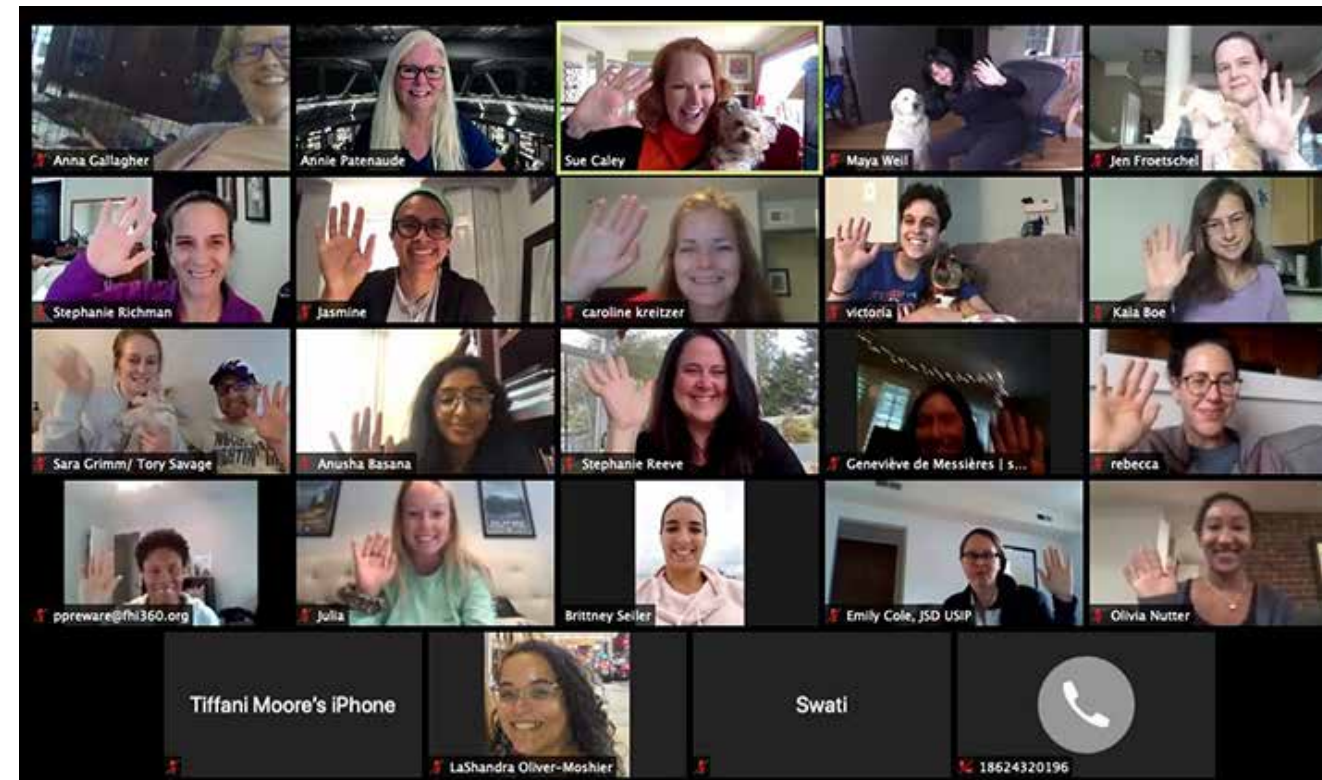 Anna Gallagher
Annie Patenaude
Sue Caley
Maya Weil
Jen Froetschel
Stephanie Richman
Jasmine
caroline kreitzer
victoria
Kaia Boe
Sara Grimm/ Tory Savage
Anusha Basana
Stephanie Reeve
Geneviève de Messières | s...
rebecca
ppreware@fhi360.org
Julia
Brittney Seiler
Emily Cole, JSD USIP
Olivia Nutter
Tiffani Moore's iPhone
LaShandra Oliver-Moshier
Swati
18624320196